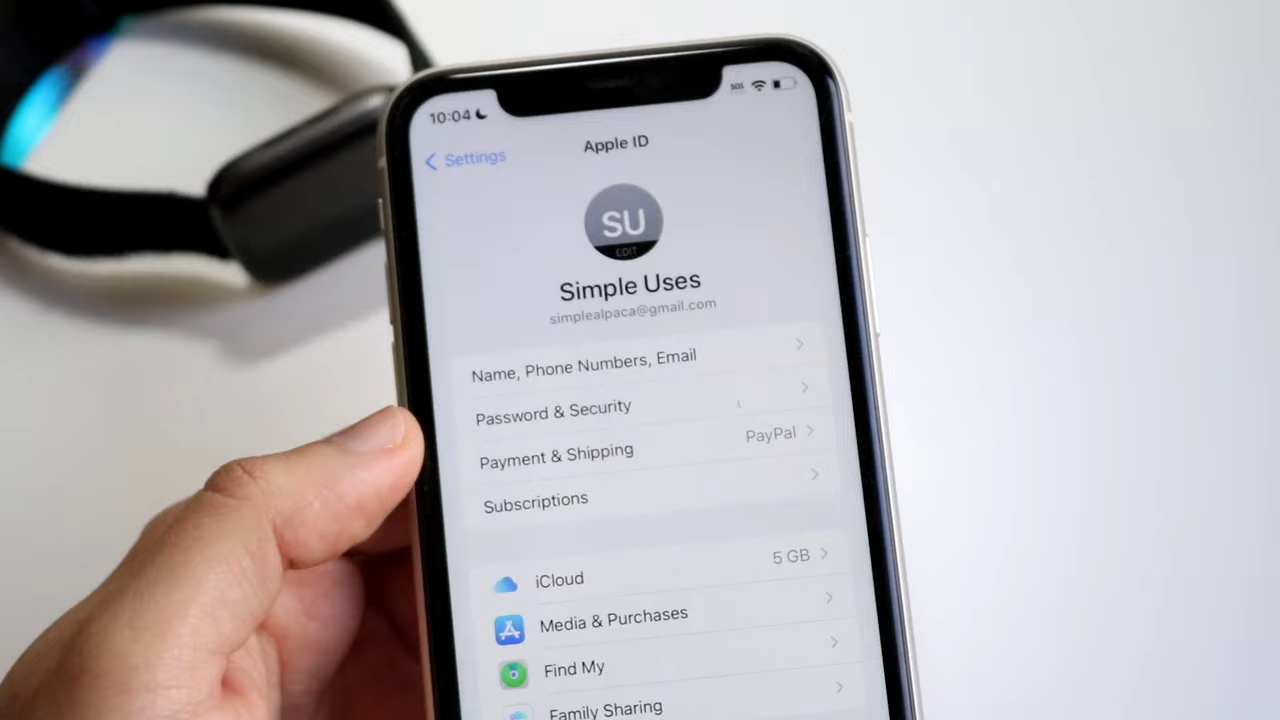 10:04
SOS
Apple ID
Settings
SU
EDIT
Simple Uses
simplealpaca@gmail.com
Name, Phone Numbers, Email
Password & Security
Payment & Shipping PayPal
Subscriptions
iCloud 5 GB
Media & Purchases
Find My
Family Sharing